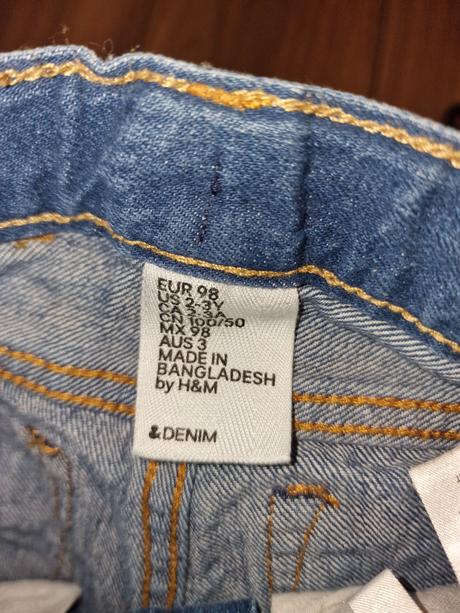 EUR 98
US 2-3Y
CA 2-3A
CN 100/50
MX 98
AUS 3
MADE IN
BANGLADESH
by H&M
&DENIM